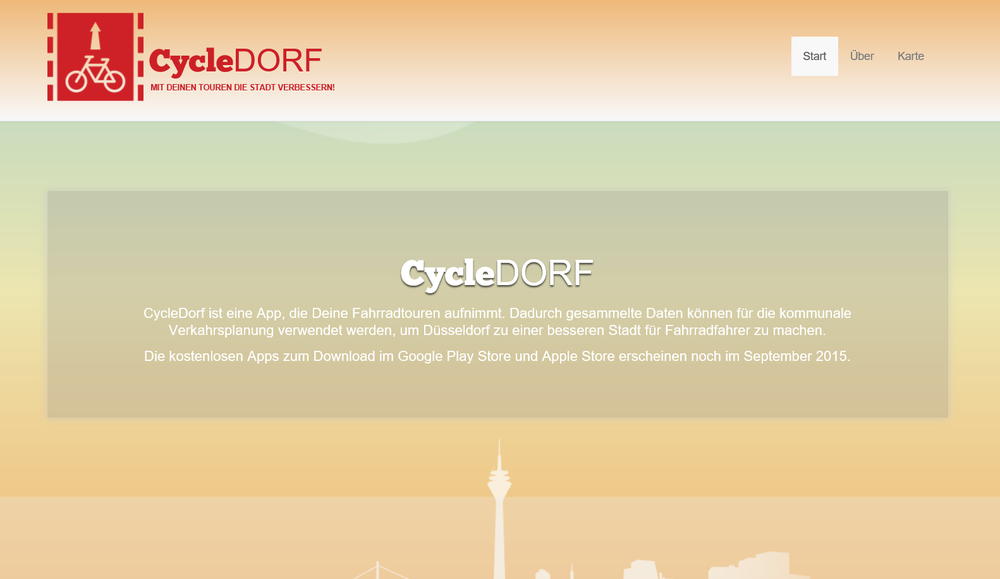 CycleDORF
MIT DEINEN TOUREN DIE STADT VERBESSERN!
Start Über Karte
CycleDORF
CycleDorf ist eine App, die Deine Fahrradtouren aufnimmt. Dadurch gesammelte Daten können für die kommunale
Verkahrsplanung verwendet werden, um Düsseldorf zu einer besseren Stadt für Fahrradfahrer zu machen.
Die kostenlosen Apps zum Download im Google Play Store und Apple Store erscheinen noch im September 2015.